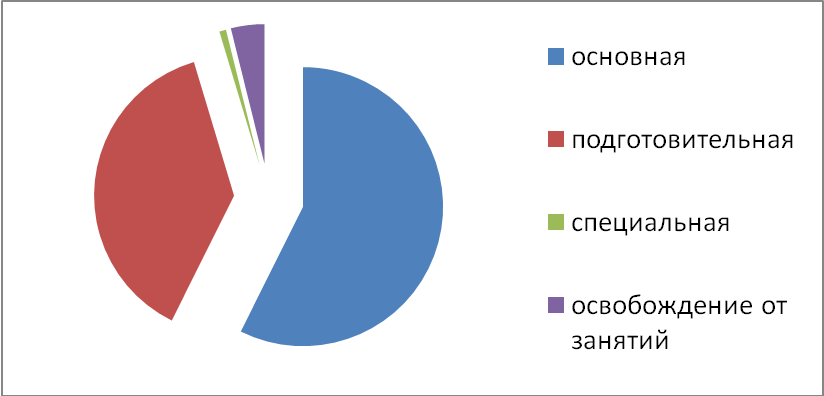 основная
подготовительная
специальная
освобождение от
занятий